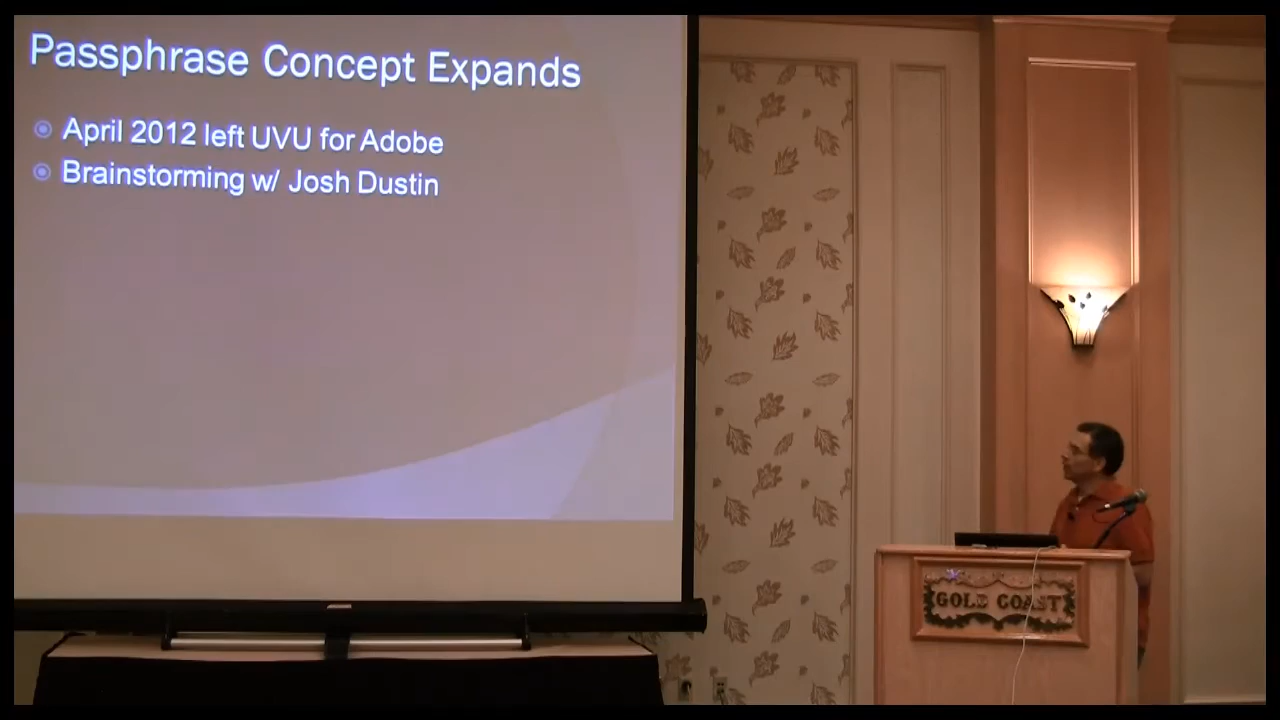 Passphrase Concept Expands
April 2012 left UVU for Adobe
Brainstorming w/ Josh Dustin
GOLD COAST